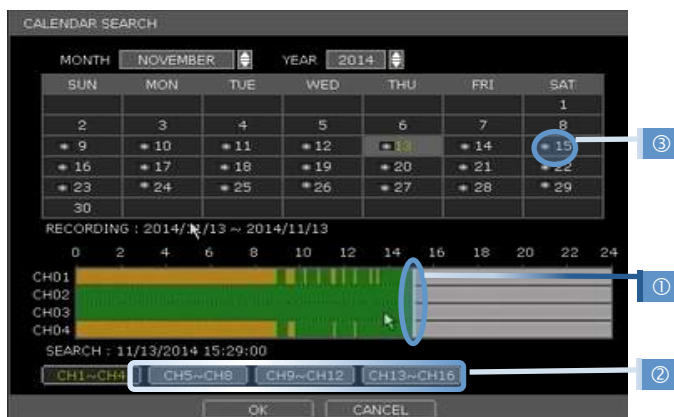 CALENDAR SEARCH
MONTH NOVEMBER YEAR 2014
SUN MON TUE WED THU FRI SAT
1
2 3 4 5 6 7 8
9 10 11 12 13 14 15
③
16 17 18 19 20 21 22
23 24 25 26 27 28 29
30
RECORDING : 2014/11/13 ~ 2014/11/13
0 2 4 6 8 10 12 14 16 18 20 22 24
CH01
①
CH02
CH03
CH04
SEARCH : 11/13/2014 15:29:00
CH1~CH4 CH5~CH8 CH9~CH12 CH13~CH16
②
OK CANCEL